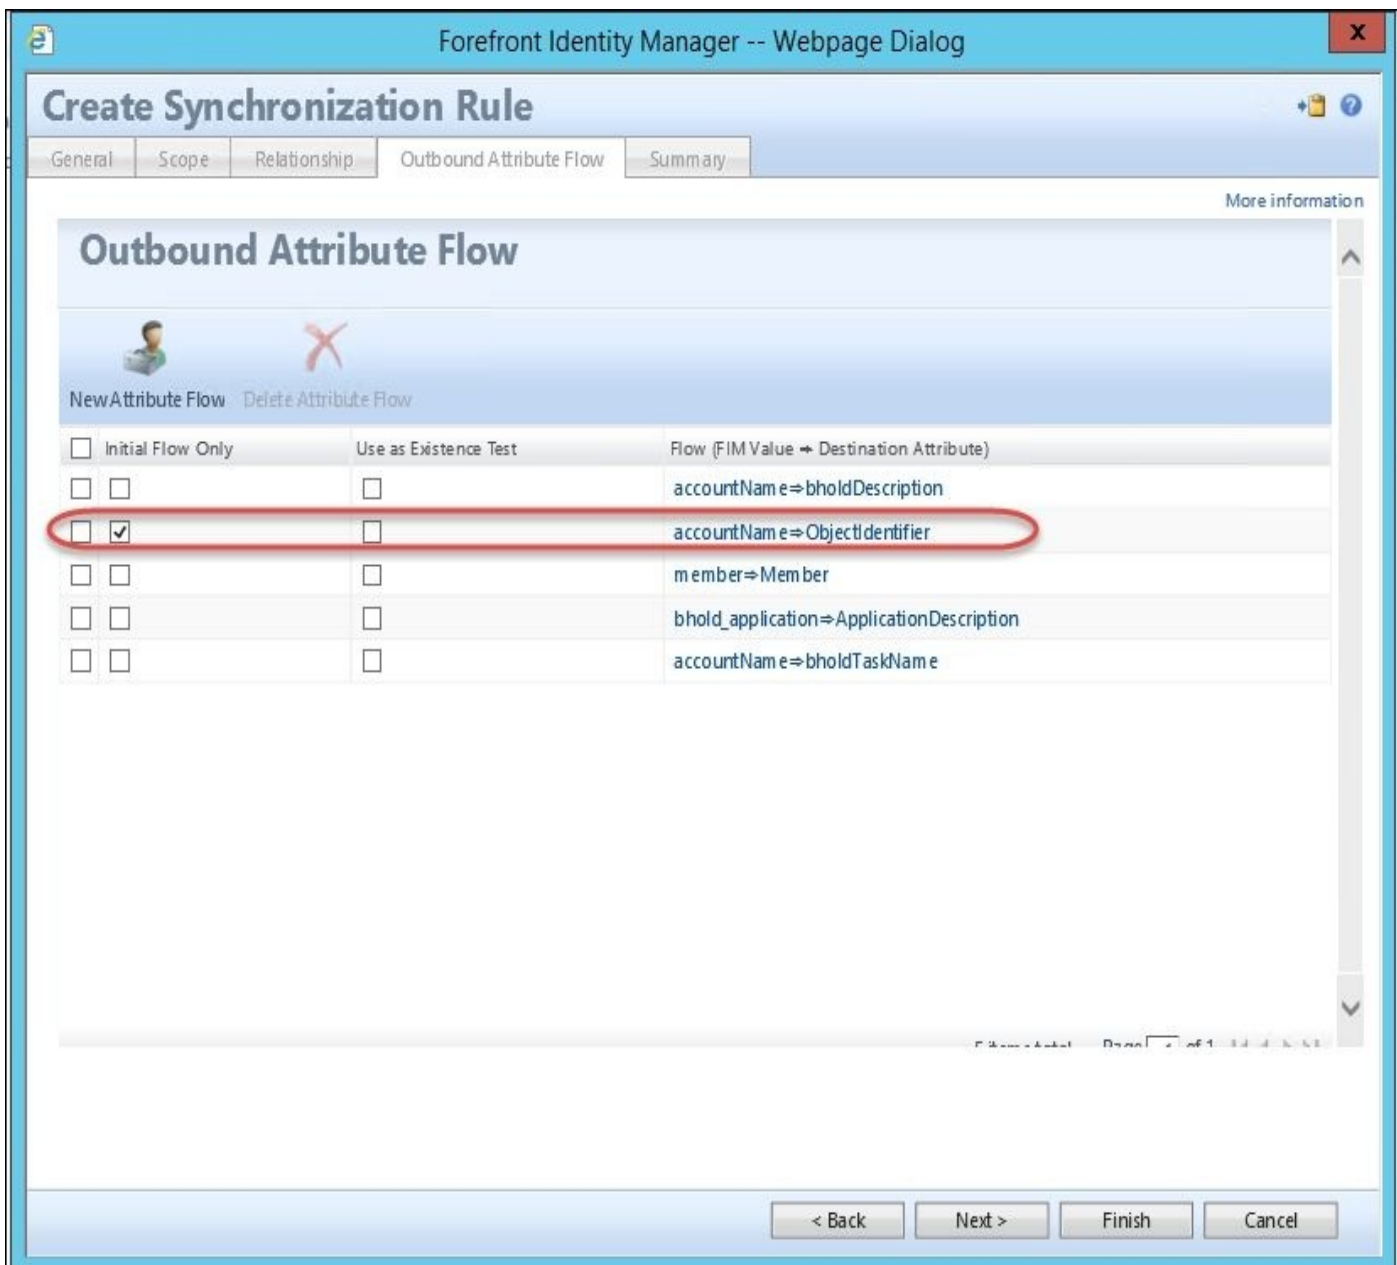 Forefront Identity Manager -- Webpage Dialog
X
Create Synchronization Rule
General Scope Relationship Outbound Attribute Flow Summary
More information
Outbound Attribute Flow
New Attribute Flow Delete Attribute Flow
Initial Flow Only Use as Existence Test Flow (FIM Value ➔ Destination Attribute)
accountName⇒bholdDescription
accountName⇒ObjectIdentifier
member⇒Member
bhold_application⇒ApplicationDescription
accountName⇒bholdTaskName
Page of 1
< Back Next > Finish Cancel